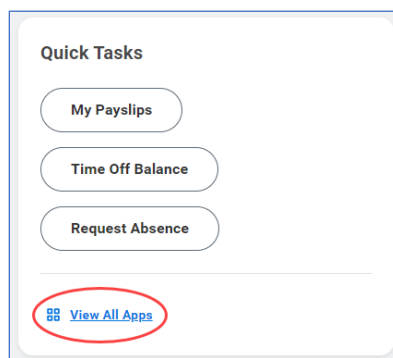 Quick Tasks
My Payslips
Time Off Balance
Request Absence
View All Apps